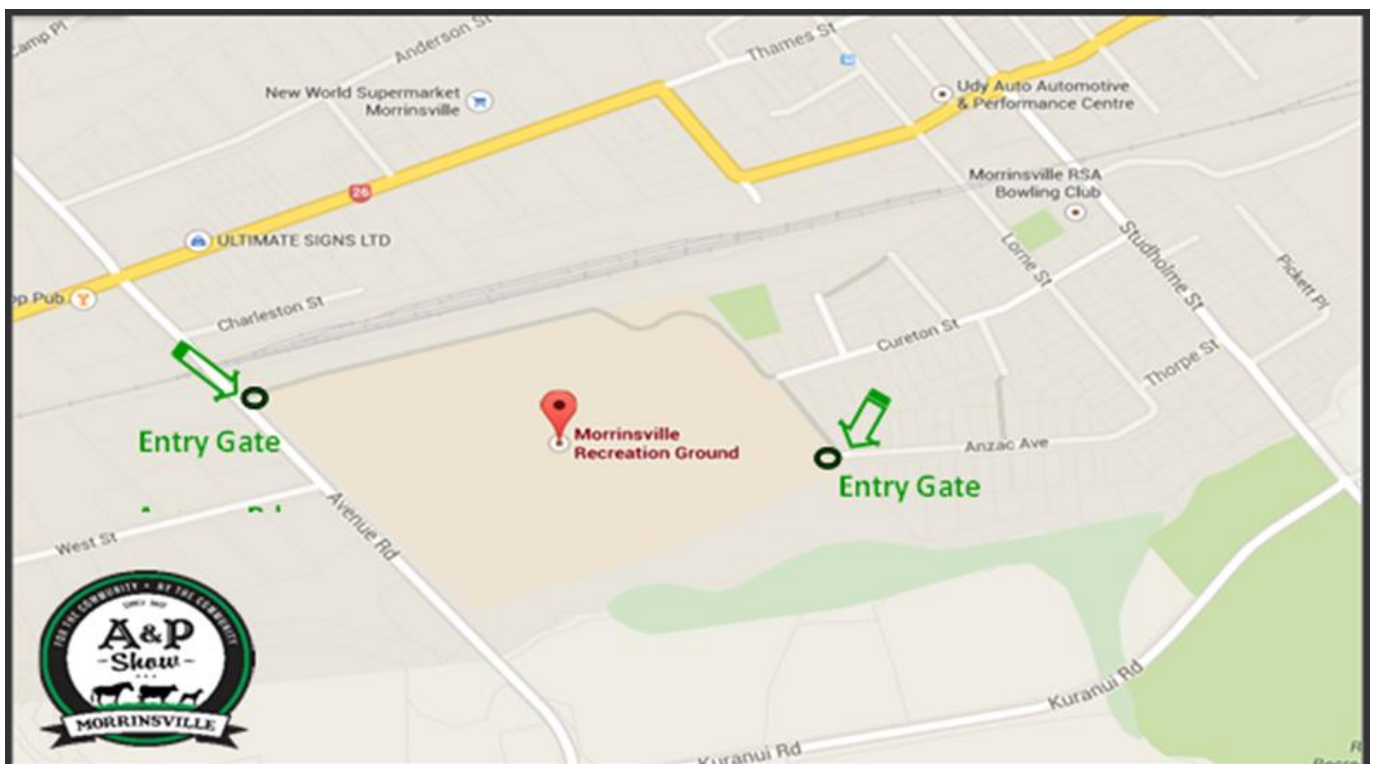 Camp Pl
Anderson St
Thames St
New World Supermarket
Morrinsville
Udy Auto Automotive
& Performance Centre
26
Morrinsville RSA
Bowling Club
ULTIMATE SIGNS LTD
Pub
Charleston St
Lorne St
Studholme St
Pickett Pl
Cureton St
Thorpe St
Morrinsville
Recreation Ground
Entry Gate
Anzac Ave
Entry Gate
Avenue Rd
West St
FOR THE COMMUNITY • BY THE COMMUNITY
A&P
-Show-
MORRINSVILLE
Kuranui Rd
Kuranui Rd